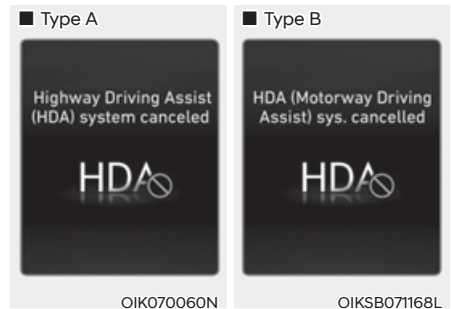 ■ Type A
Highway Driving Assist
(HDA) system canceled
HDA
OIK070060N
■ Type B
HDA (Motorway Driving
Assist) sys. cancelled
HDA
OIKSB071168L